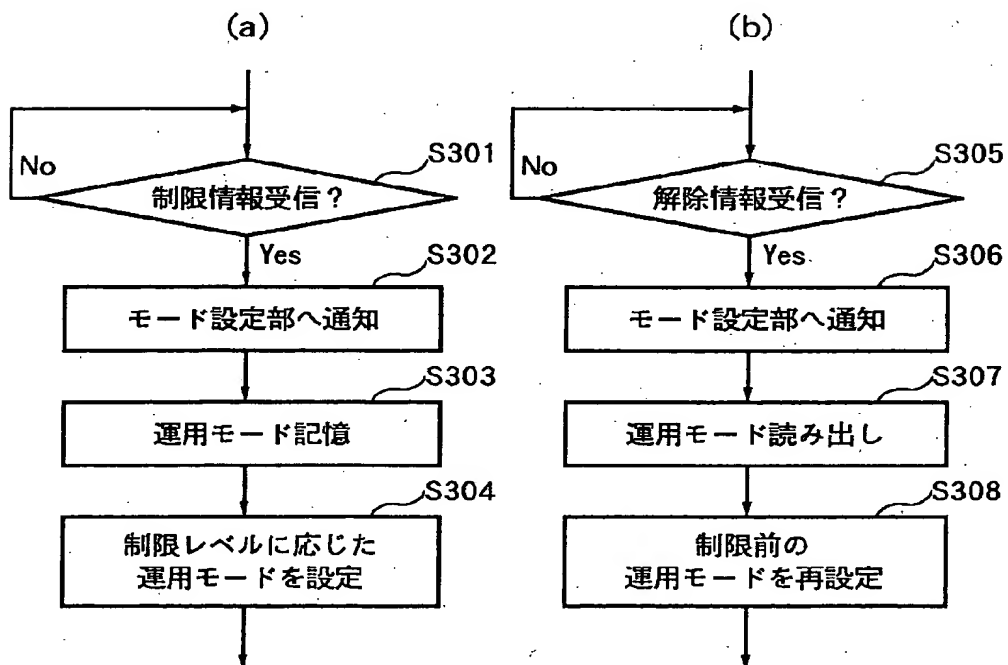 (a)
No
S301
制限情報受信？
Yes
S302
モード設定部へ通知
S303
運用モード記憶
S304
制限レベルに応じた
運用モードを設定
(b)
No
S305
解除情報受信？
Yes
S306
モード設定部へ通知
S307
運用モード読み出し
S308
制限前の
運用モードを再設定